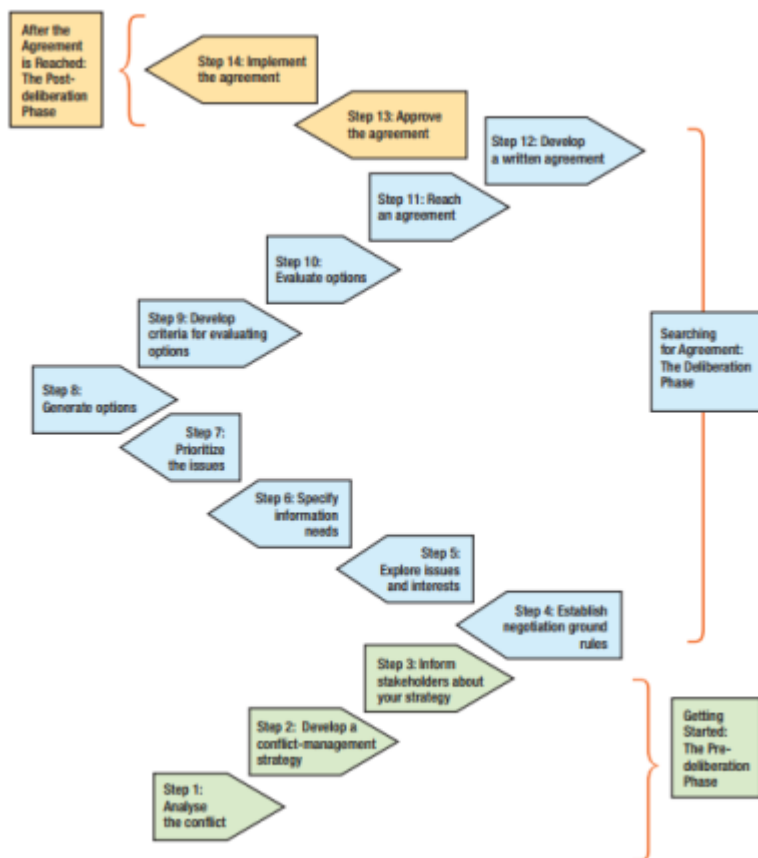 After the
Agreement
is Reached:
The Post-
deliberation
Phase
Step 14: Implement
the agreement
Step 13: Approve
the agreement
Step 12: Develop
a written agreement
Step 11: Reach
an agreement
Step 10:
Evaluate options
Step 9: Develop
criteria for evaluating
options
Searching
for Agreement:
The Deliberation
Phase
Step 8:
Generate options
Step 7:
Prioritize
the issues
Step 6: Specify
information
needs
Step 5:
Explore issues
and interests
Step 4: Establish
negotiation ground
rules
Step 3: Inform
stakeholders about
your strategy
Step 2: Develop a
conflict-management
strategy
Getting
Started:
The Pre-
deliberation
Phase
Step 1:
Analyse
the conflict